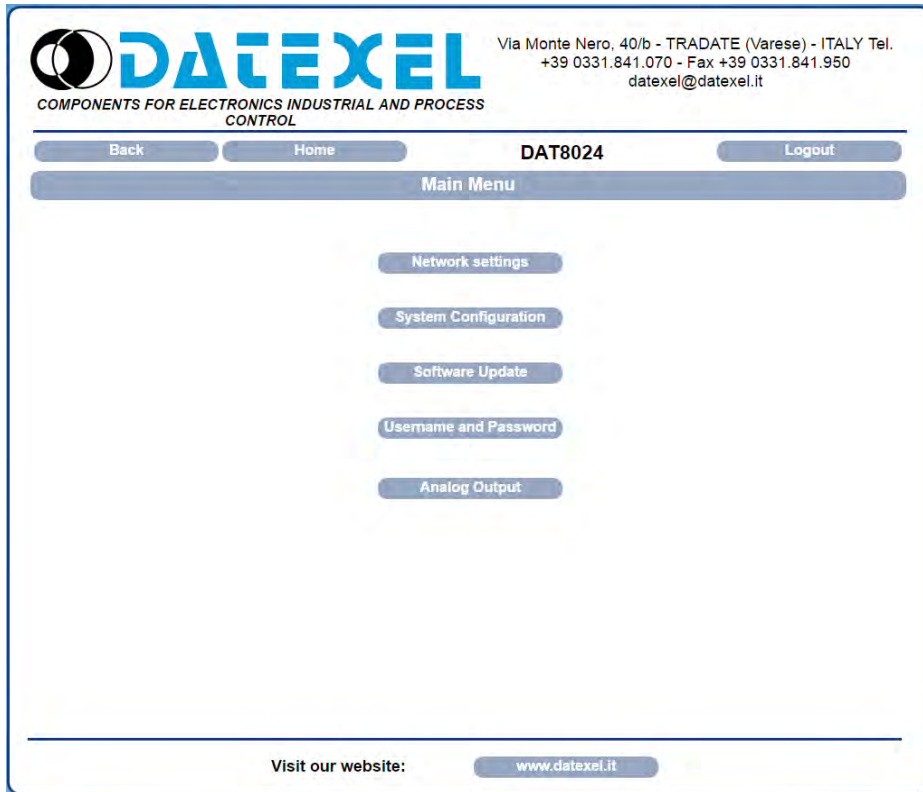 DATEXEL
COMPONENTS FOR ELECTRONICS INDUSTRIAL AND PROCESS
CONTROL
Via Monte Nero, 40/b - TRADATE (Varese) - ITALY Tel.
+39 0331.841.070 - Fax +39 0331.841.950
datexel@datexel.it
Back Home DAT8024 Logout
Main Menu
Network settings
System Configuration
Software Update
Username and Password
Analog Output
Visit our website: www.datexel.it